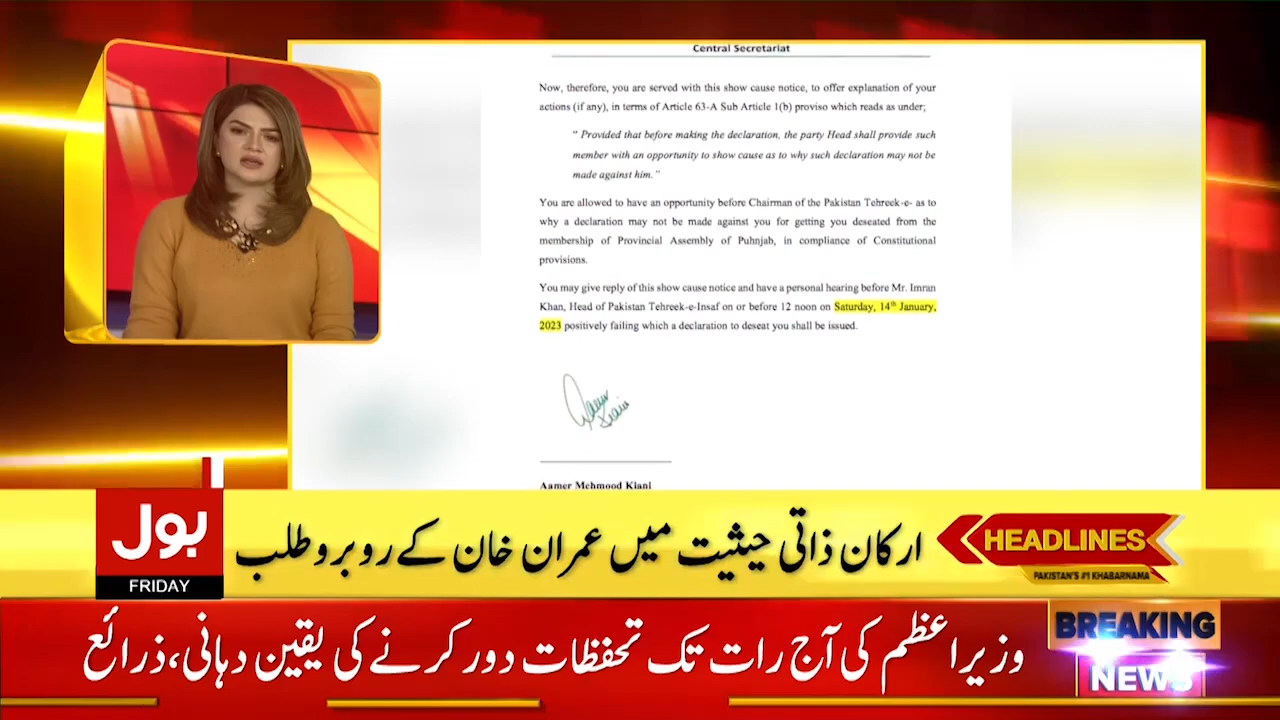 Central Secretariat
Now, therefore, you are served with this show cause notice, to offer explanation of your
actions (if any), in terms of Article 63-A Sub Article 1(b) proviso which reads as under;
“ Provided that before making the declaration, the party Head shall provide such
member with an opportunity to show cause as to why such declaration may not be
made against him.”
You are allowed to have an opportunity before Chairman of the Pakistan Tehreek-e- as to
why a declaration may not be made against you for getting you deseated from the
membership of Provincial Assembly of Puhnjab, in compliance of Constitutional
provisions.
You may give reply of this show cause notice and have a personal hearing before Mr. Imran
Khan, Head of Pakistan Tehreek-e-Insaf on or before 12 noon on Saturday, 14th January,
2023 positively failing which a declaration to deseat you shall be issued.
Aamer Kiani
Aamer Mehmood Kiani
بول
FRIDAY
ارکان ذاتی حیثیت میں عمران خان کے روبرو طلب
HEADLINES
PAKISTAN'S #1 KHABARNAMA
وزیراعظم کی آج رات تک تحفظات دور کرنے کی یقین دہانی، ذرائع
BREAKING
NEWS